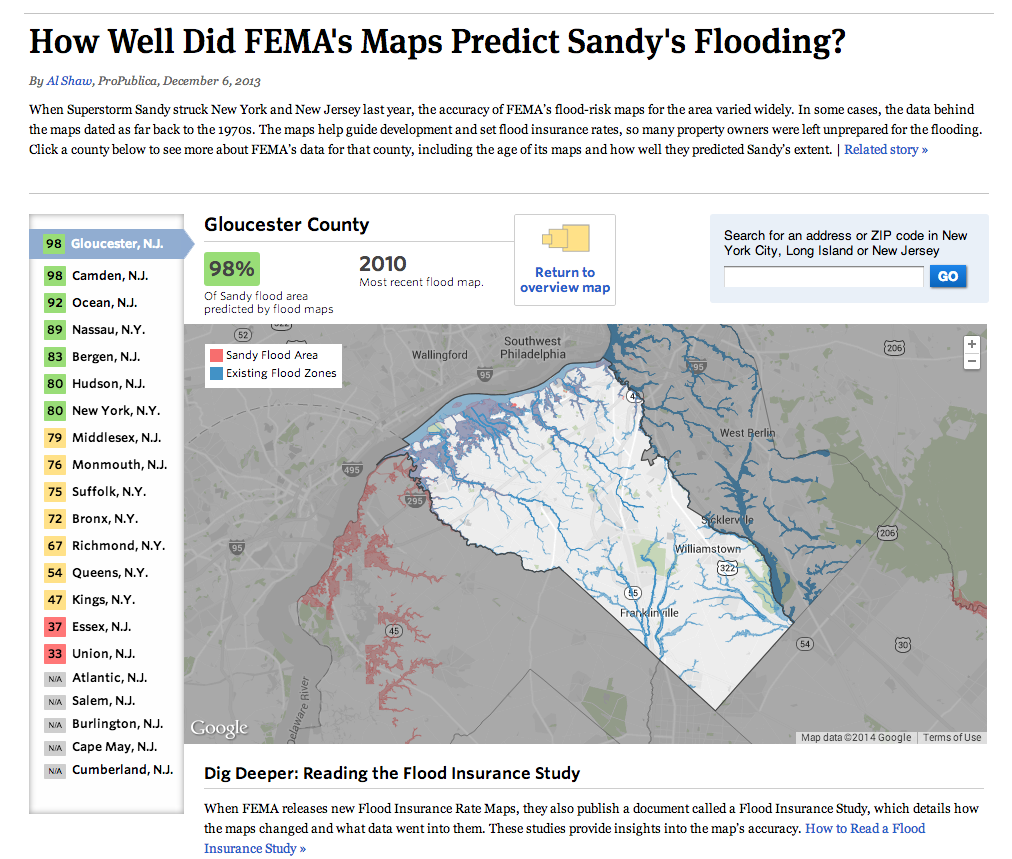 How Well Did FEMA's Maps Predict Sandy's Flooding?
By Al Shaw, ProPublica, December 6, 2013
When Superstorm Sandy struck New York and New Jersey last year, the accuracy of FEMA's flood-risk maps for the area varied widely. In some cases, the data behind
the maps dated as far back to the 1970s. The maps help guide development and set flood insurance rates, so many property owners were left unprepared for the flooding.
Click a county below to see more about FEMA's data for that county, including the age of its maps and how well they predicted Sandy's extent. | Related story »
98 Gloucester, N.J.
98 Camden, N.J.
92 Ocean, N.J.
89 Nassau, N.Y.
83 Bergen, N.J.
80 Hudson, N.J.
80 New York, N.Y.
79 Middlesex, N.J.
76 Monmouth, N.J.
75 Suffolk, N.Y.
72 Bronx, N.Y.
67 Richmond, N.Y.
54 Queens, N.Y.
47 Kings, N.Y.
37 Essex, N.J.
33 Union, N.J.
N/A Atlantic, N.J.
N/A Salem, N.J.
N/A Burlington, N.J.
N/A Cape May, N.J.
N/A Cumberland, N.J.
Gloucester County
98%
Of Sandy flood area
predicted by flood maps
2010
Most recent flood map.
Return to
overview map
Search for an address or ZIP code in New
York City, Long Island or New Jersey
GO
Sandy Flood Area
Existing Flood Zones
+
−
52
322
Wallingford
Southwest
Philadelphia
95
95
206
42
West Berlin
495
295
95
Sicklerville
206
Williamstown
322
55
Franklinville
45
54
30
Delaware River
Google
Map data ©2014 Google
Terms of Use
Dig Deeper: Reading the Flood Insurance Study
When FEMA releases new Flood Insurance Rate Maps, they also publish a document called a Flood Insurance Study, which details how
the maps changed and what data went into them. These studies provide insights into the map's accuracy. How to Read a Flood
Insurance Study »